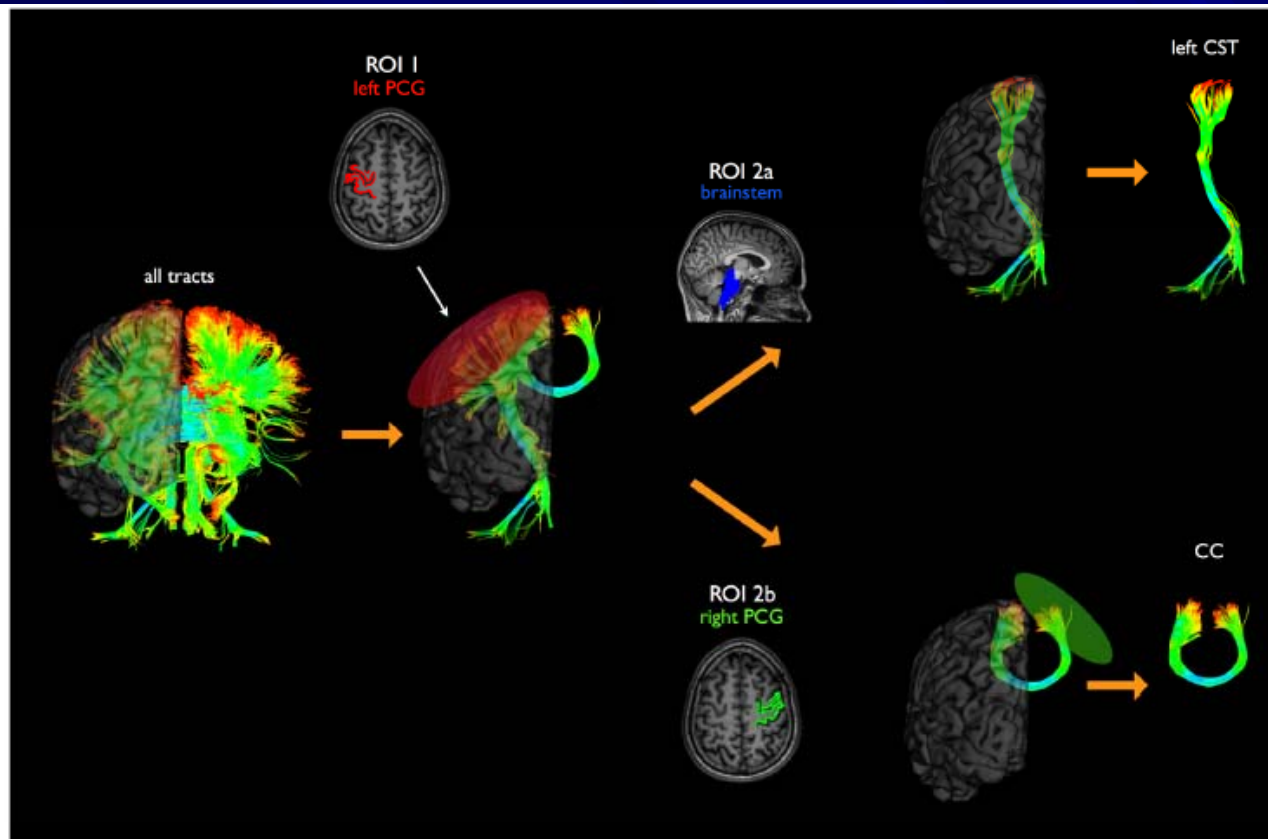 all tracts
ROI 1
left PCG
ROI 2a
brainstem
left CST
ROI 2b
right PCG
CC